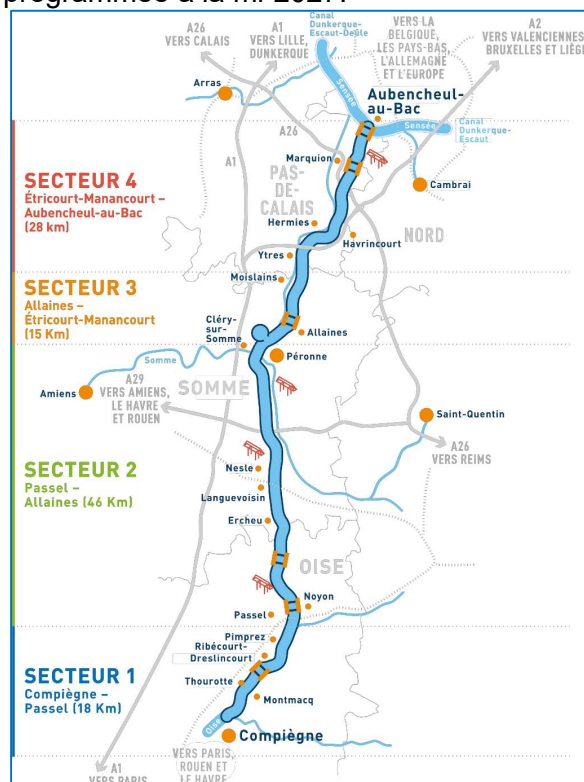 programmés à la mi-2027.
A26
VERS CALAIS
A1
VERS LILLE,
DUNKERQUE
Canal
Dunkerque-
Escaut-Deûle
VERS LA
BELGIQUE,
LES PAYS-BAS,
L'ALLEMAGNE
ET L'EUROPE
A2
VERS VALENCIENNES
BRUXELLES ET LIÈGE
Arras
Sensée
Aubencheul-
au-Bac
Sensée
Canal
Dunkerque-
Escaut
A26
A1
Marquion
Cambrai
PAS-
DE-
CALAIS
NORD
SECTEUR 4
Étricourt-Manancourt –
Aubencheul-au-Bac
(28 km)
Hermies
Havrincourt
Ytres
Moislains
SECTEUR 3
Allaines –
Étricourt-Manancourt
(15 Km)
Cléry-
sur-
Somme
Allaines
Péronne
Somme
Amiens
A29
VERS AMIENS,
LE HAVRE
ET ROUEN
SOMME
Saint-Quentin
A26
VERS REIMS
SECTEUR 2
Passel –
Allaines (46 Km)
Nesle
Languevoisin
Ercheu
OISE
Noyon
Passel
Pimprez
Ribécourt-
Dreslincourt
SECTEUR 1
Compiègne –
Passel (18 Km)
Thourotte
Montmacq
Oise
Compiègne
VERS PARIS,
ROUEN ET
LE HAVRE
A1
VERS PARIS